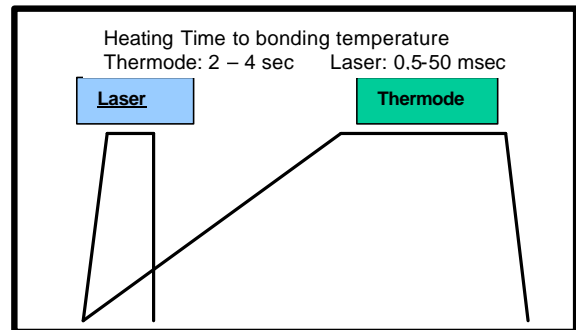 Heating Time to bonding temperature
Thermode: 2 – 4 sec Laser: 0,5-50 msec
Laser
Thermode